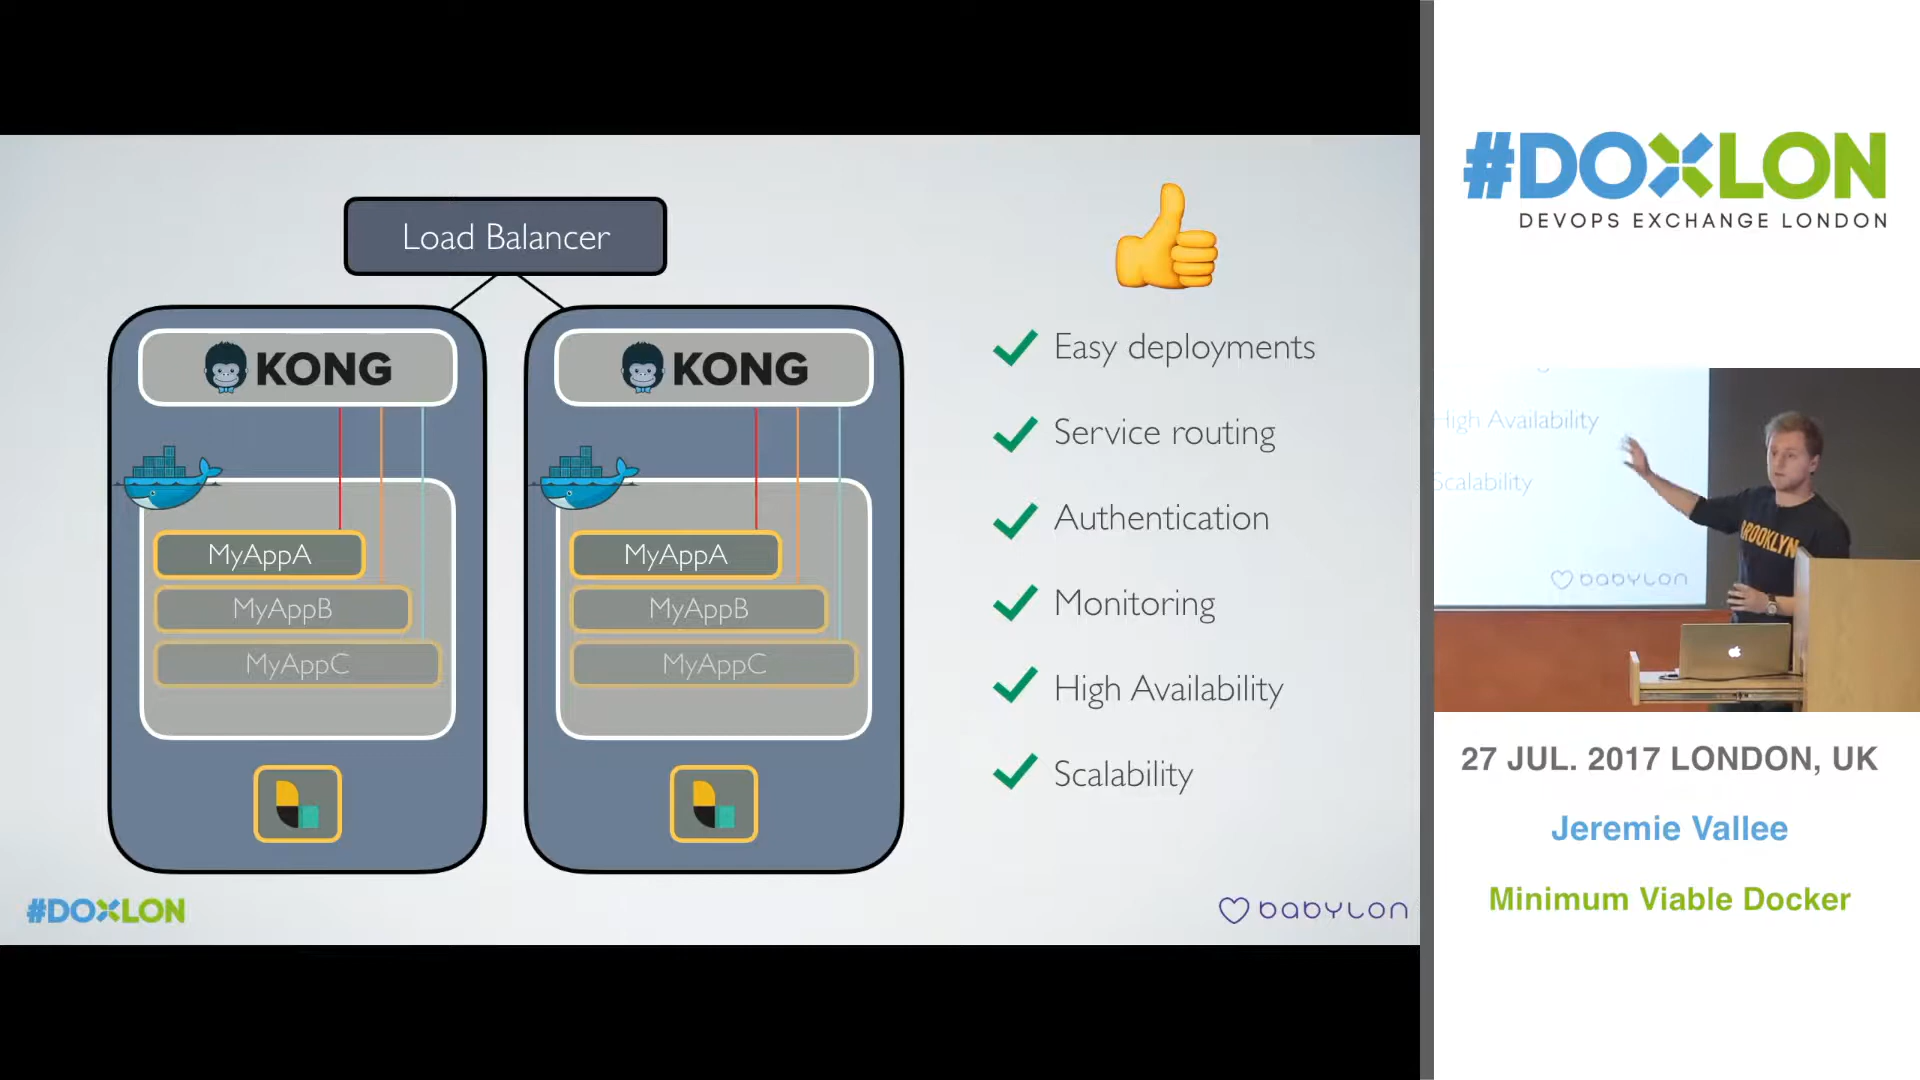 Load Balancer
KONG
KONG
MyAppA
MyAppB
MyAppC
MyAppA
MyAppB
MyAppC
Easy deployments
Service routing
Authentication
Monitoring
High Availability
Scalability
#DOXLON
babylon
#DOXLON
DEVOPS EXCHANGE LONDON
High Availability
Scalability
BROOKLYN
babylon
27 JUL. 2017 LONDON, UK
Jeremie Vallee
Minimum Viable Docker